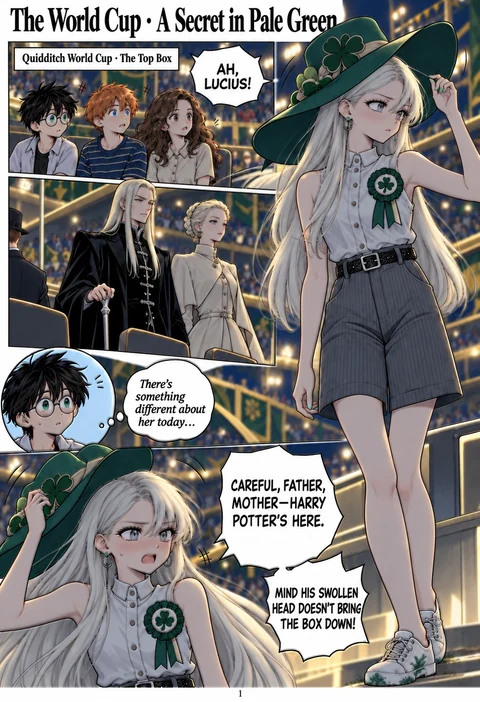 The World Cup · A Secret in Pale Green
Quidditch World Cup · The Top Box
AH,
LUCIUS!
There's
something
different about
her today...
CAREFUL, FATHER,
MOTHER—HARRY
POTTER'S HERE.
MIND HIS SWOLLEN
HEAD DOESN'T BRING
THE BOX DOWN!
1